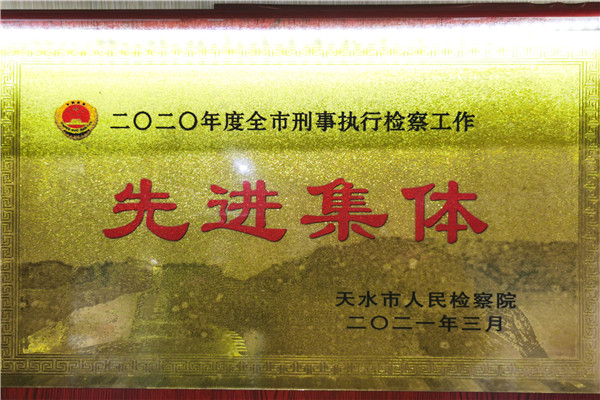 二〇二〇年度全市刑事执行检察工作
先进集体
天水市人民检察院
二〇二一年三月